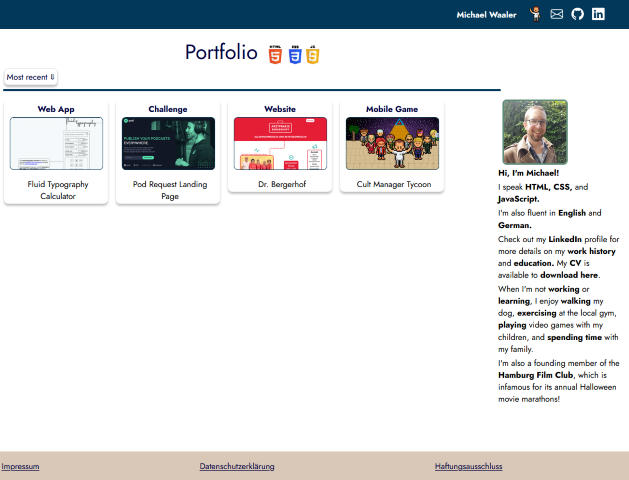 Michael Waaler
Portfolio
HTML
CSS
JS
Most recent ⇩
Web App
Fluid Typography
Calculator
Challenge
PUBLISH YOUR PODCASTS
EVERYWHERE.
Pod Request Landing
Page
Website
Dr. Bergerhof
Mobile Game
Cult Manager Tycoon
Hi, I'm Michael!
I speak HTML, CSS, and
JavaScript.
I'm also fluent in English and
German.
Check out my LinkedIn profile for
more details on my work history
and education. My CV is
available to download here.
When I'm not working or
learning, I enjoy walking my
dog, exercising at the local gym,
playing video games with my
children, and spending time with
my family.
I'm also a founding member of the
Hamburg Film Club, which is
infamous for its annual Halloween
movie marathons!
Impressum
Datenschutzerklärung
Haftungsausschluss